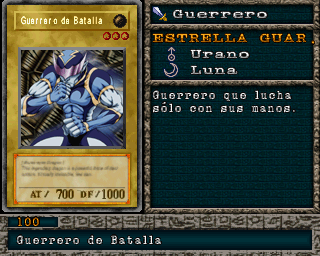 Guerrero de Batalla
AT/ 700 DF/1000
Guerrero
ESTRELLA GUAR.
Urano
Luna
Guerrero que lucha
sólo con sus manos.
100
Guerrero de Batalla